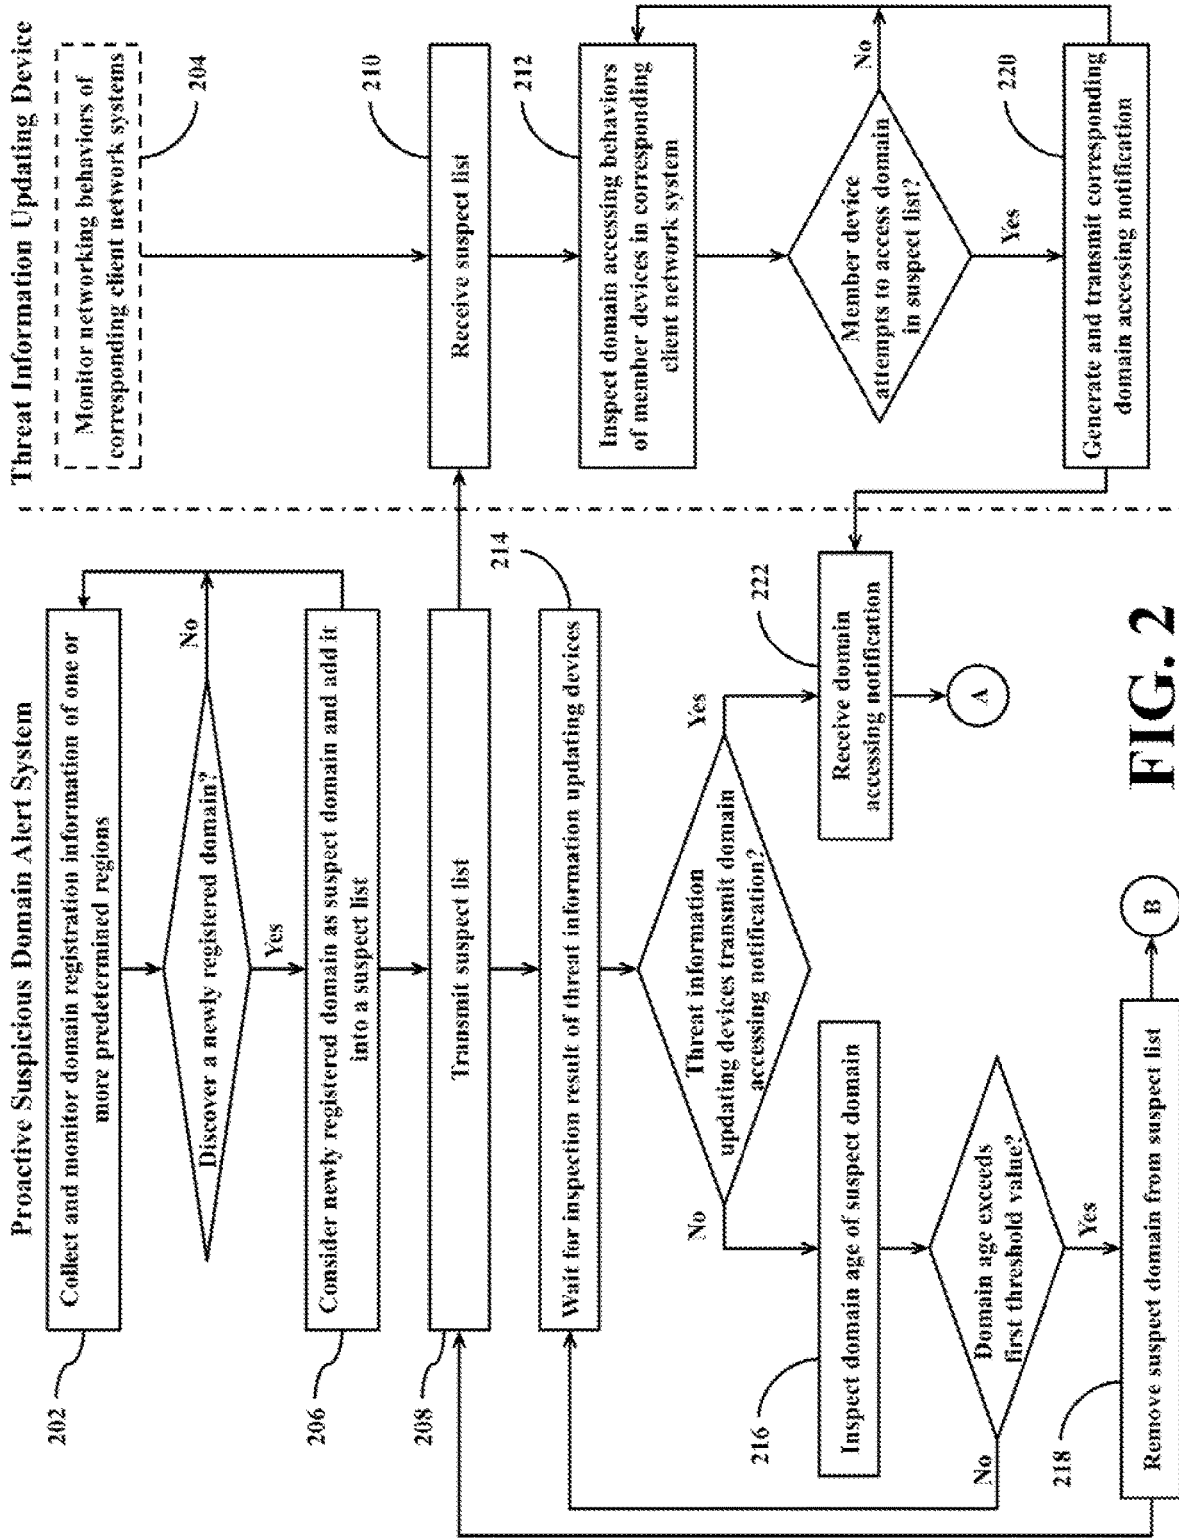 Proactive Suspicious Domain Alert System
Threat Information Updating Device
202
Collect and monitor domain registration information of one or
more predetermined regions
Discover a newly registered domain?
No
Yes
206
Consider newly registered domain as suspect domain and add it
into a suspect list
208
Transmit suspect list
214
Wait for inspection result of threat information updating devices
Threat information
updating devices transmit domain
accessing notification?
No
Yes
216
Inspect domain age of suspect domain
Domain age exceeds
first threshold value?
No
Yes
218
Remove suspect domain from suspect list
B
222
Receive domain
accessing notification
A
Monitor networking behaviors of
corresponding client network systems
204
210
Receive suspect list
212
Inspect domain accessing behaviors
of member devices in corresponding
client network system
Member device
attempts to access domain
in suspect list?
No
Yes
220
Generate and transmit corresponding
domain accessing notification
FIG. 2